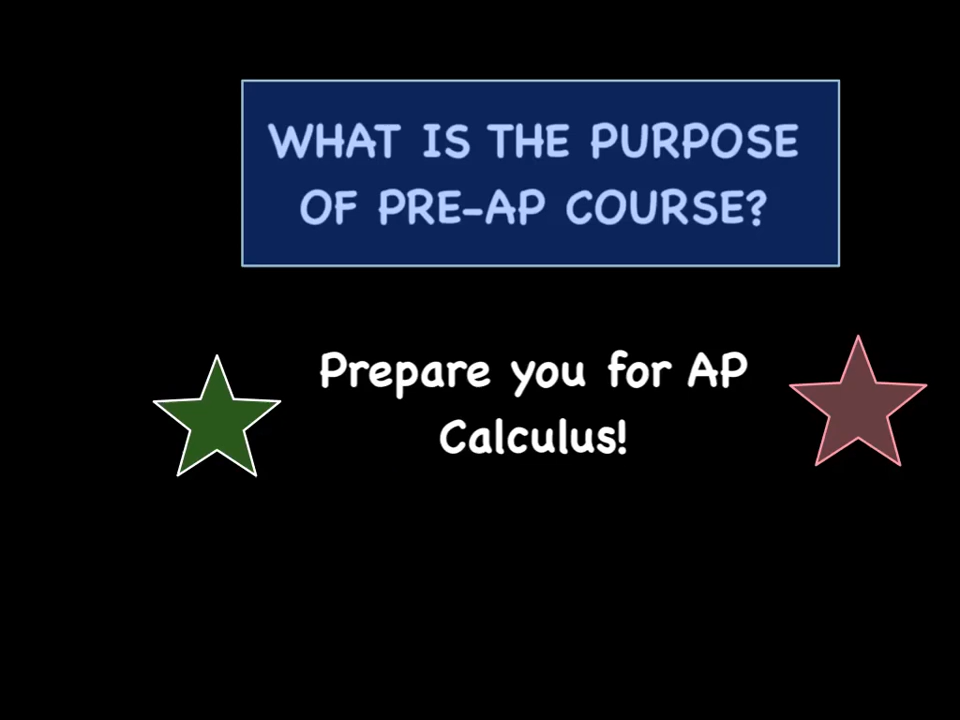 WHAT IS THE PURPOSE
OF PRE-AP COURSE?
Prepare you for AP
Calculus!